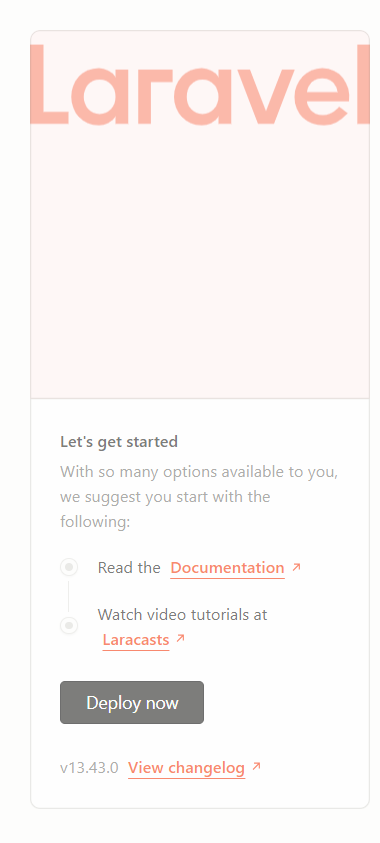 Laravel
Let's get started
With so many options available to you,
we suggest you start with the
following:
Read the Documentation
Watch video tutorials at
Laracasts
Deploy now
v13.43.0 View changelog